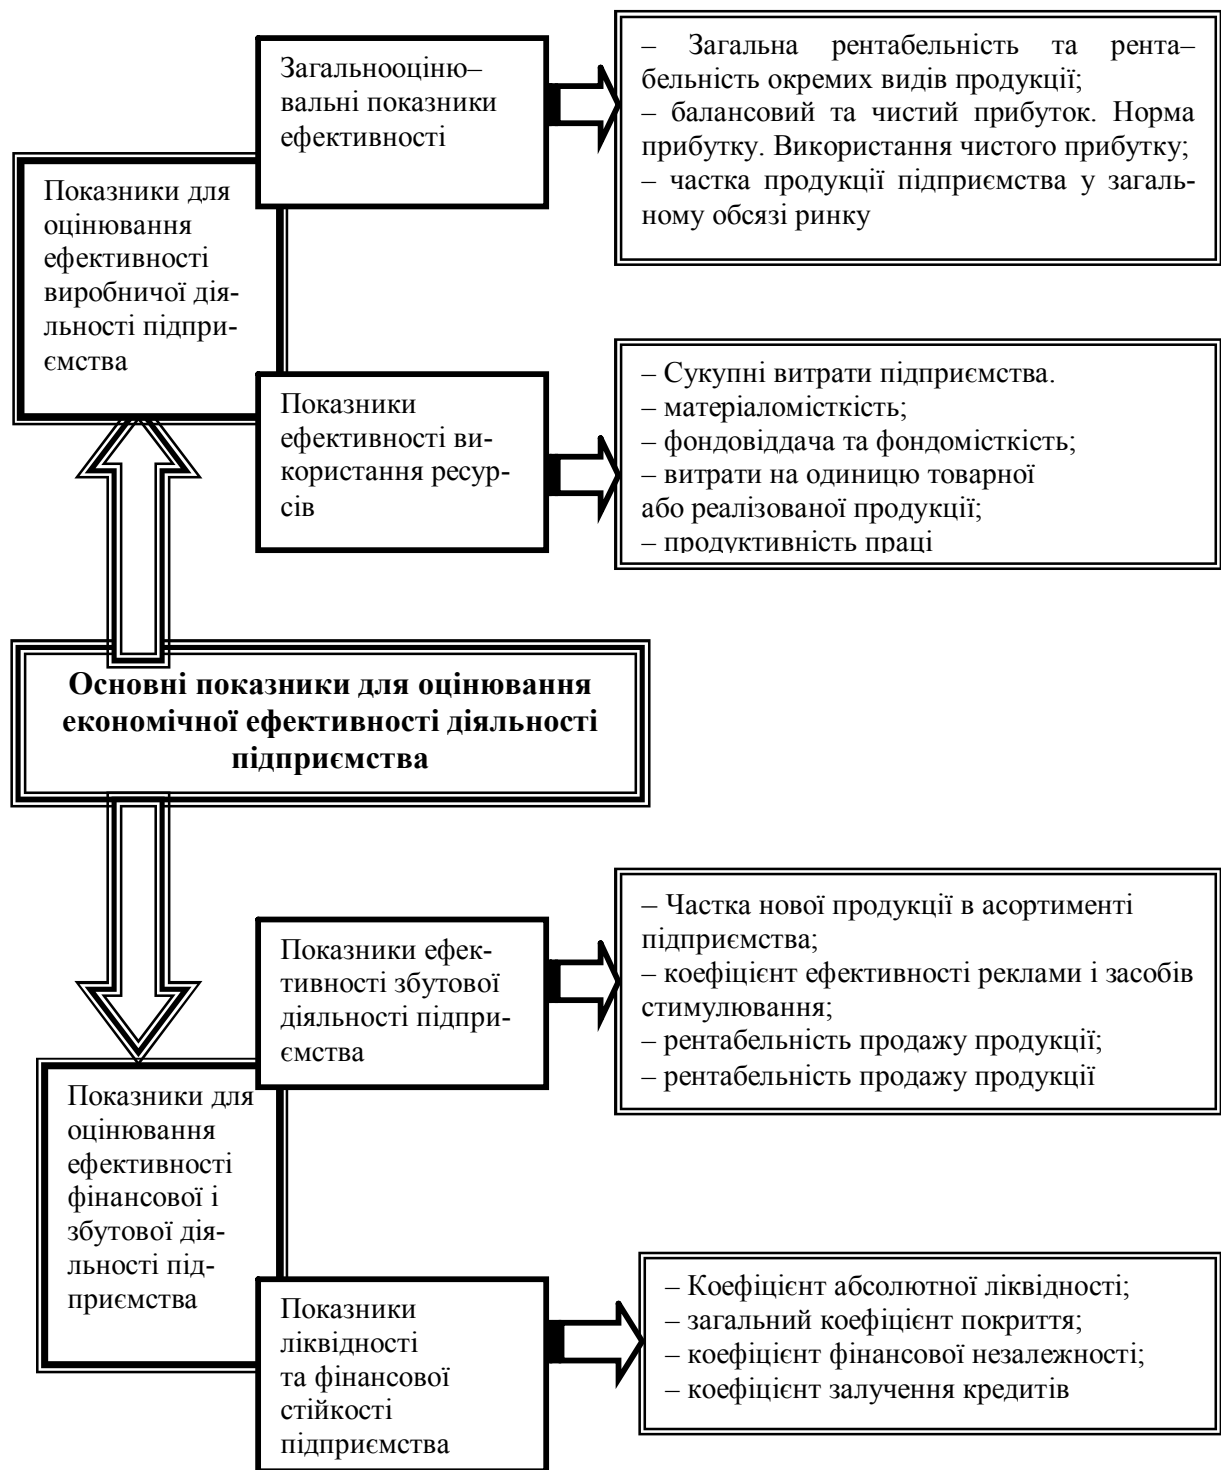 Загальнооціню–
вальні показники
ефективності
– Загальна рентабельність та рента–
бельність окремих видів продукції;
– балансовий та чистий прибуток. Норма
прибутку. Використання чистого прибутку;
– частка продукції підприємства у загаль-
ному обсязі ринку
Показники для
оцінювання
ефективності
виробничої дія-
льності підпри-
ємства
Показники
ефективності ви-
користання ресур-
сів
– Сукупні витрати підприємства.
– матеріаломісткість;
– фондовіддача та фондомісткість;
– витрати на одиницю товарної
або реалізованої продукції;
– продуктивність праці
Основні показники для оцінювання
економічної ефективності діяльності
підприємства
Показники ефек-
тивності збутової
діяльності підпри-
ємства
– Частка нової продукції в асортименті
підприємства;
– коефіцієнт ефективності реклами і засобів
стимулювання;
– рентабельність продажу продукції;
– рентабельність продажу продукції
Показники для
оцінювання
ефективності
фінансової і
збутової дія-
льності під-
приємства
Показники
ліквідності
та фінансової
стійкості
підприємства
– Коефіцієнт абсолютної ліквідності;
– загальний коефіцієнт покриття;
– коефіцієнт фінансової незалежності;
– коефіцієнт залучення кредитів